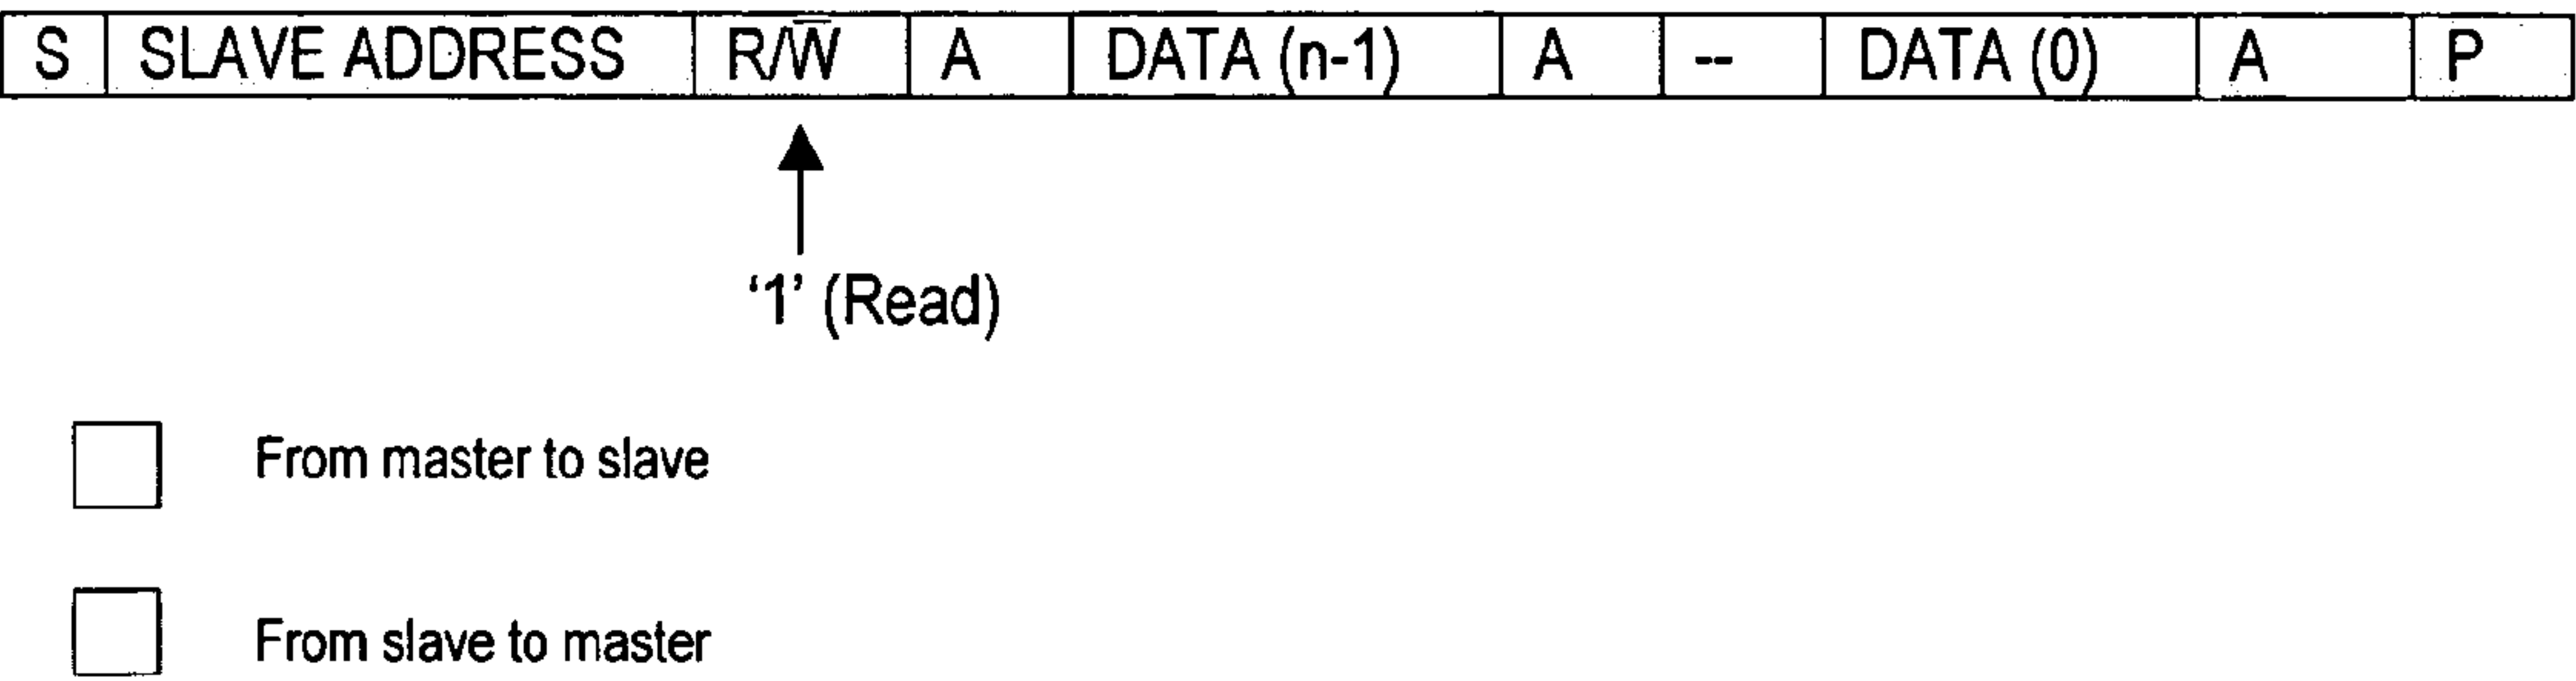 S SLAVE ADDRESS R/W̅ A DATA (n-1) A -- DATA (0) A P
‘1’ (Read)
From master to slave
From slave to master